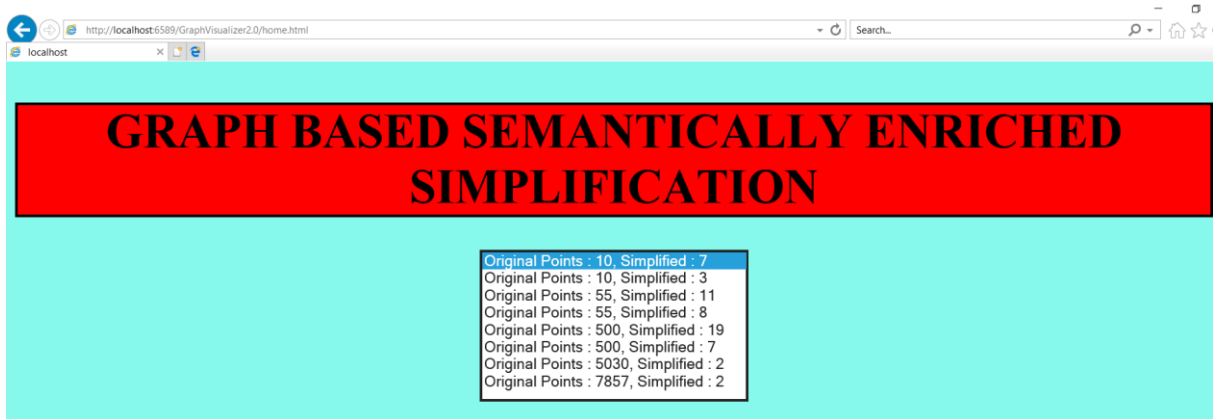 http://localhost:6589/GraphVisualizer2.0/home.html
Search...
localhost
GRAPH BASED SEMANTICALLY ENRICHED
SIMPLIFICATION
Original Points : 10, Simplified : 7
Original Points : 10, Simplified : 3
Original Points : 55, Simplified : 11
Original Points : 55, Simplified : 8
Original Points : 500, Simplified : 19
Original Points : 500, Simplified : 7
Original Points : 5030, Simplified : 2
Original Points : 7857, Simplified : 2